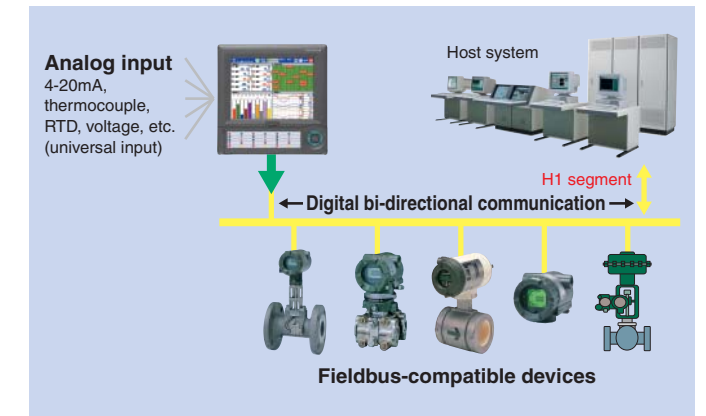 Analog input
4-20mA,
thermocouple,
RTD, voltage, etc.
(universal input)
Host system
H1 segment
Digital bi-directional communication
Fieldbus-compatible devices